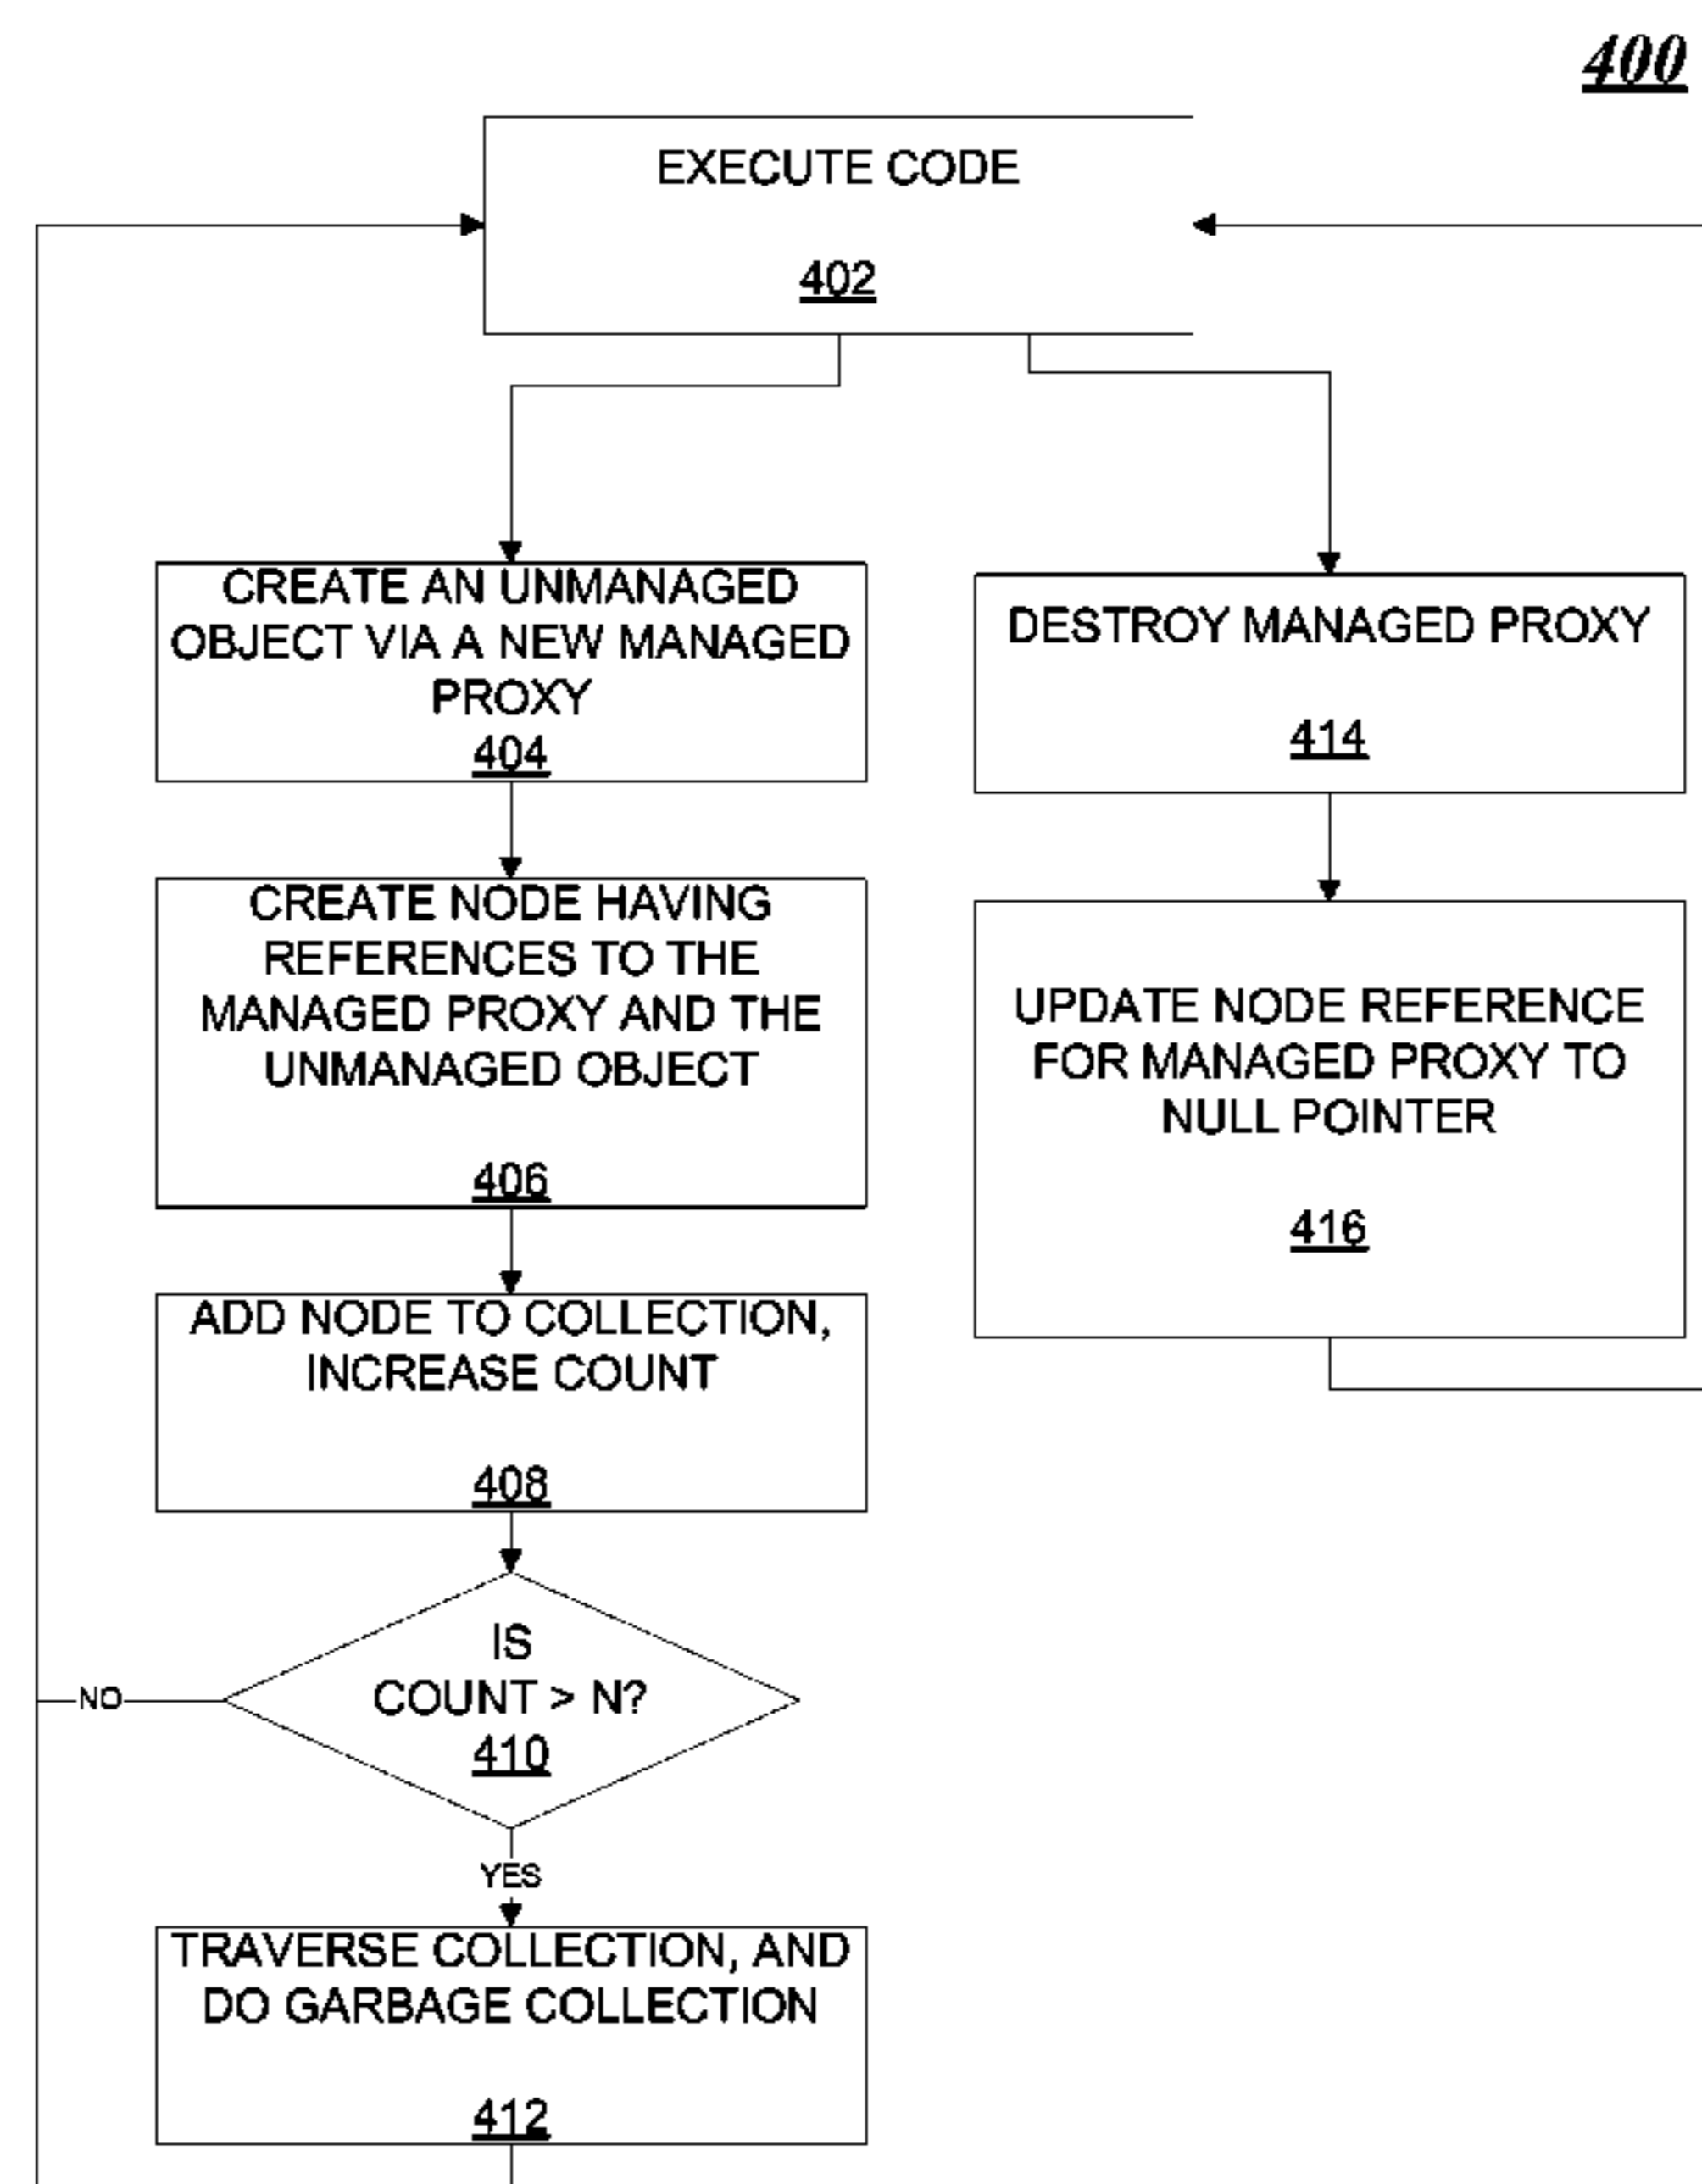 400
EXECUTE CODE
402
CREATE AN UNMANAGED
OBJECT VIA A NEW MANAGED
PROXY
404
CREATE NODE HAVING
REFERENCES TO THE
MANAGED PROXY AND THE
UNMANAGED OBJECT
406
ADD NODE TO COLLECTION,
INCREASE COUNT
408
IS
COUNT > N?
410
NO
YES
TRAVERSE COLLECTION, AND
DO GARBAGE COLLECTION
412
DESTROY MANAGED PROXY
414
UPDATE NODE REFERENCE
FOR MANAGED PROXY TO
NULL POINTER
416